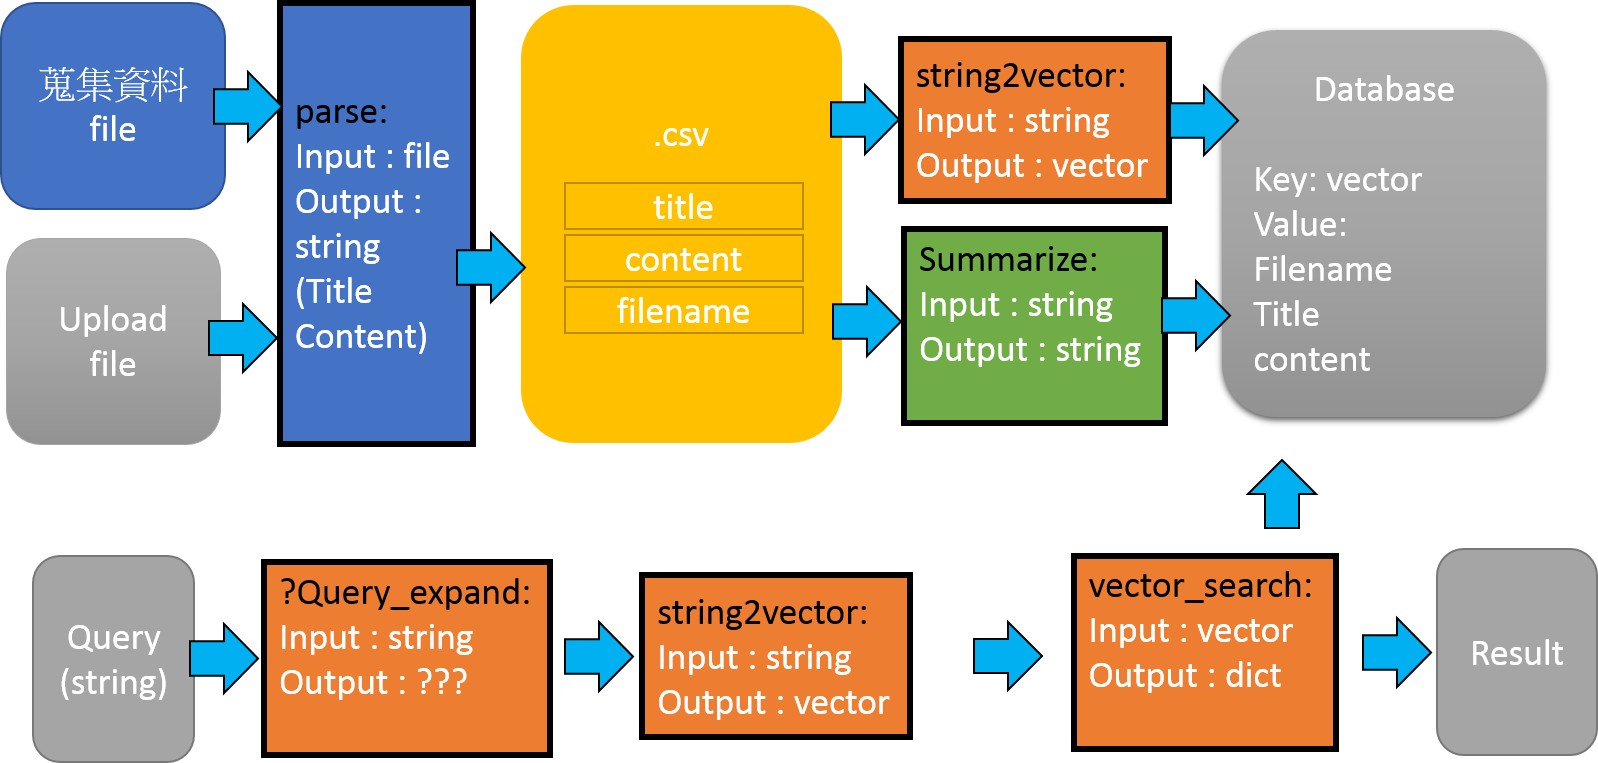 蒐集資料
file
Upload
file
parse:
Input : file
Output :
string
(Title
Content)
.csv
title
content
filename
string2vector:
Input : string
Output : vector
Summarize:
Input : string
Output : string
Database
Key: vector
Value:
Filename
Title
content
Query
(string)
?Query_expand:
Input : string
Output : ???
string2vector:
Input : string
Output : vector
vector_search:
Input : vector
Output : dict
Result